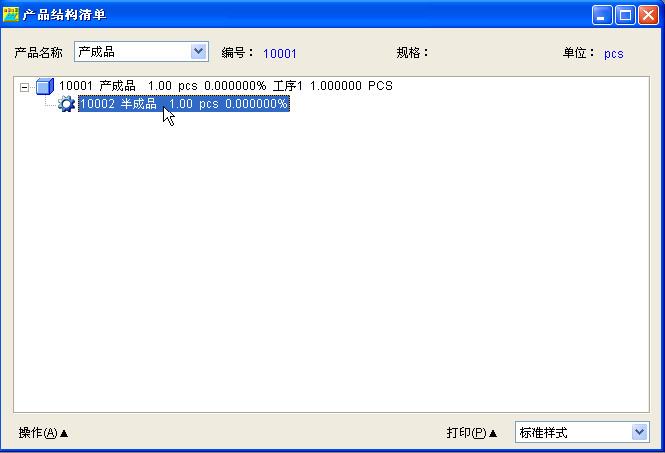 产品结构清单
产品名称 产成品 编号： 10001 规格： 单位： pcs
10001 产成品 1.00 pcs 0.000000% 工序1 1.000000 PCS
10002 半成品 1.00 pcs 0.000000%
操作(A)▲ 打印(P)▲ 标准样式